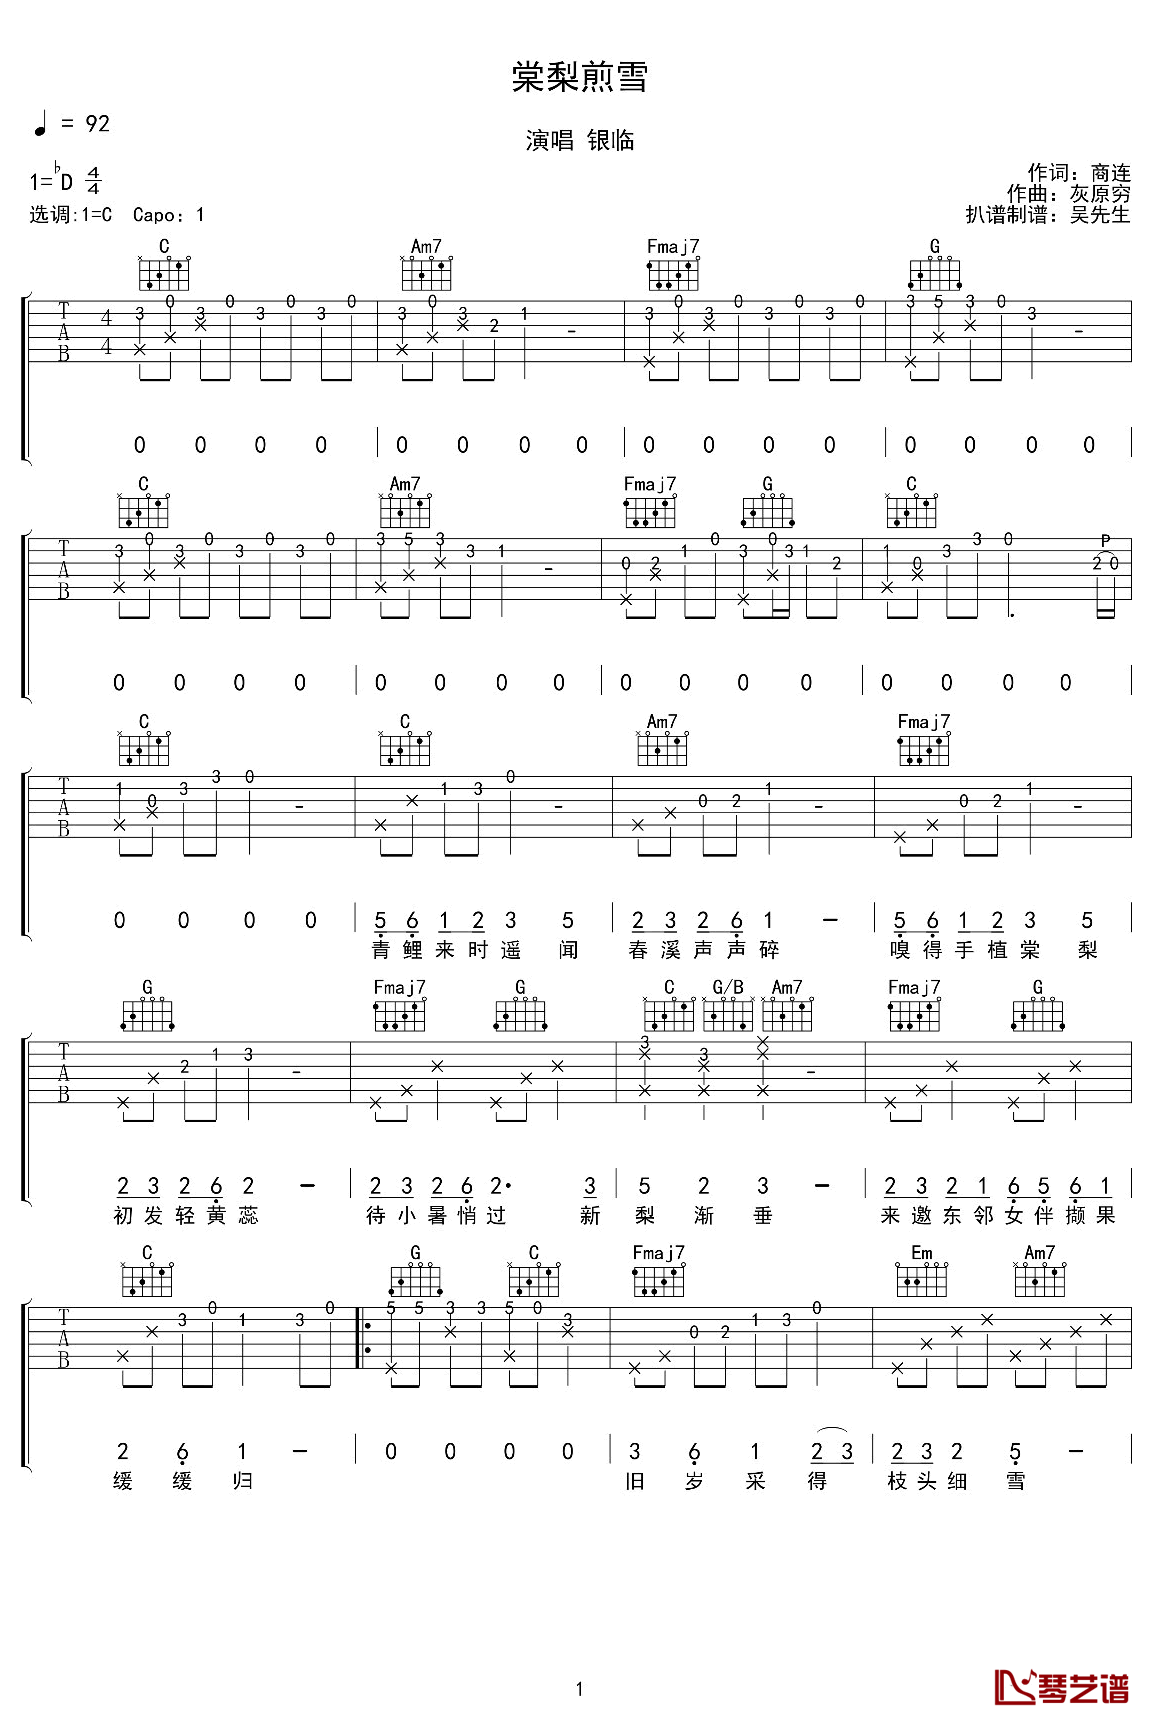 棠梨煎雪
♩ = 92
演唱 银临
1=♭D 4/4
作词：商连
作曲：灰原穷
选调:1=C Capo：1
扒谱制谱：吴先生
C Am7 Fmaj7 G
T A B 4/4 3 0 3 0 3 0 3 0 3 0 3 2 1 - 3 0 3 0 3 0 3 0 3 5 3 0 3 -
0 0 0 0 | 0 0 0 0 | 0 0 0 0 | 0 0 0 0 |
C Am7 Fmaj7 G C
T A B 3 0 3 0 3 0 3 0 3 5 3 3 1 - 0 2 1 0 3 0 3 1 2 1 0 3 3 0 P 2 0
0 0 0 0 | 0 0 0 0 | 0 0 0 0 | 0 0 0 0 |
C C Am7 Fmaj7
T A B 1 0 3 3 0 - 1 3 0 - 0 2 1 - 0 2 1 -
0 0 0 0 | 5 6 1 2 3 5 | 2 3 2 6 1 - | 5 6 1 2 3 5 |
青鲤来时遥闻 春溪声声碎 嗅得手植棠梨
G Fmaj7 G C G/B Am7 Fmaj7 G
T A B 2 1 3 - 3 3 -
2 3 2 6 2 - | 2 3 2 6 2· 3 | 5 2 3 - | 2 3 2 1 6 5 6 1 |
初发轻黄蕊 待小暑悄过 新梨渐垂 来邀东邻女伴撷果
C G C Fmaj7 Em Am7
T A B 3 0 1 3 0 5 5 3 3 5 0 3 0 2 1 3 0
2 6 1 - | 0 0 0 0 | 3 6 1 2 3 | 2 3 2 5 - |
缓缓归 旧岁采得 枝头细雪
1
琴艺谱